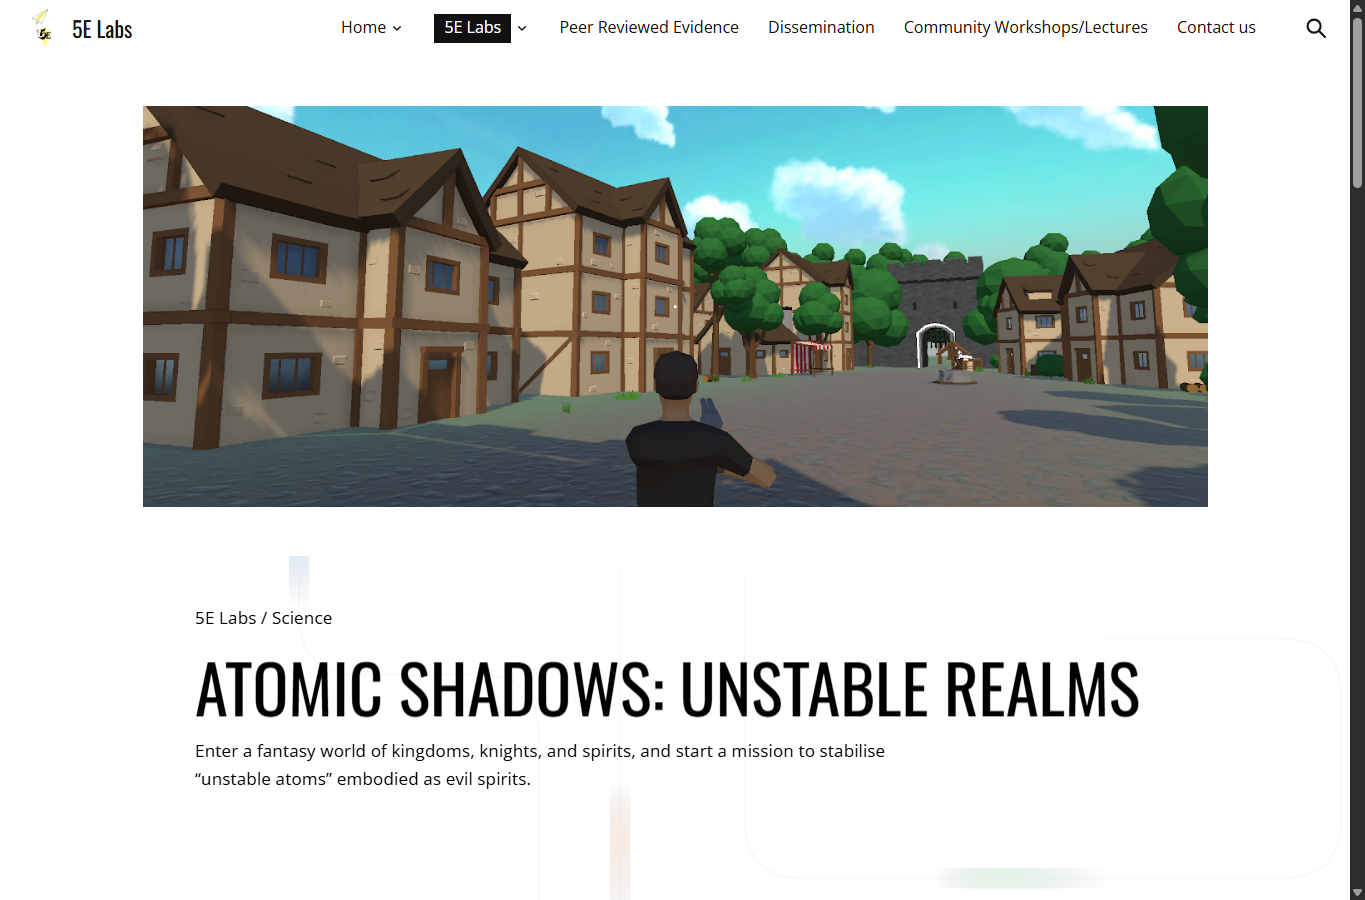 5E
5E Labs
Home
5E Labs
Peer Reviewed Evidence
Dissemination
Community Workshops/Lectures
Contact us
5E Labs / Science
ATOMIC SHADOWS: UNSTABLE REALMS
Enter a fantasy world of kingdoms, knights, and spirits, and start a mission to stabilise
“unstable atoms” embodied as evil spirits.